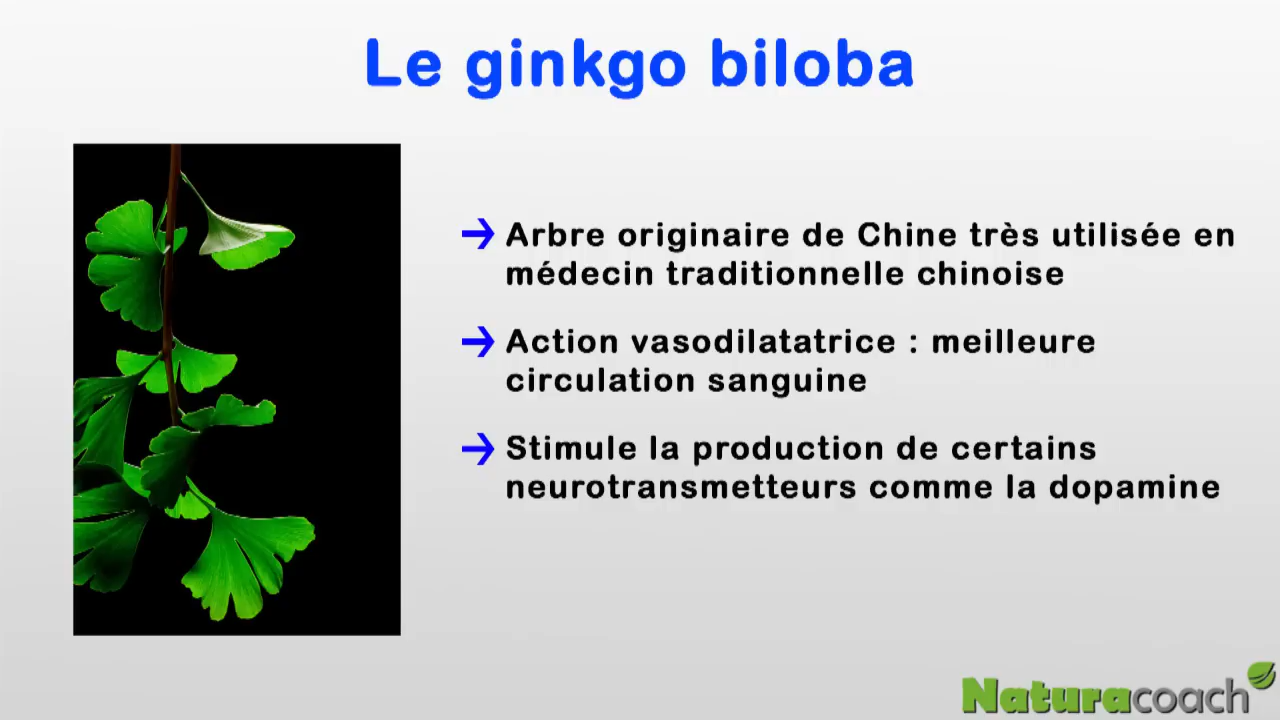 Le ginkgo biloba
→ Arbre originaire de Chine très utilisée en
médecin traditionnelle chinoise
→ Action vasodilatatrice : meilleure
circulation sanguine
→ Stimule la production de certains
neurotransmetteurs comme la dopamine
Naturacoach